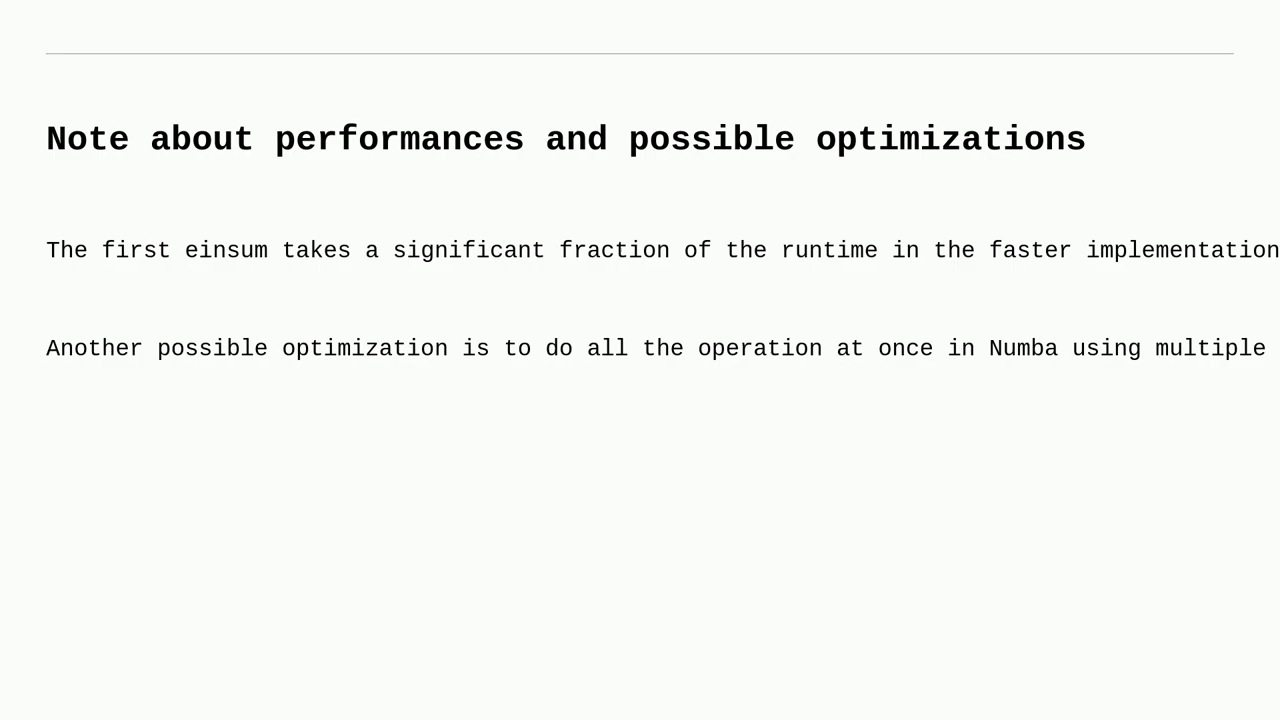 Note about performances and possible optimizations
The first einsum takes a significant fraction of the runtime in the faster implementation
Another possible optimization is to do all the operation at once in Numba using multiple